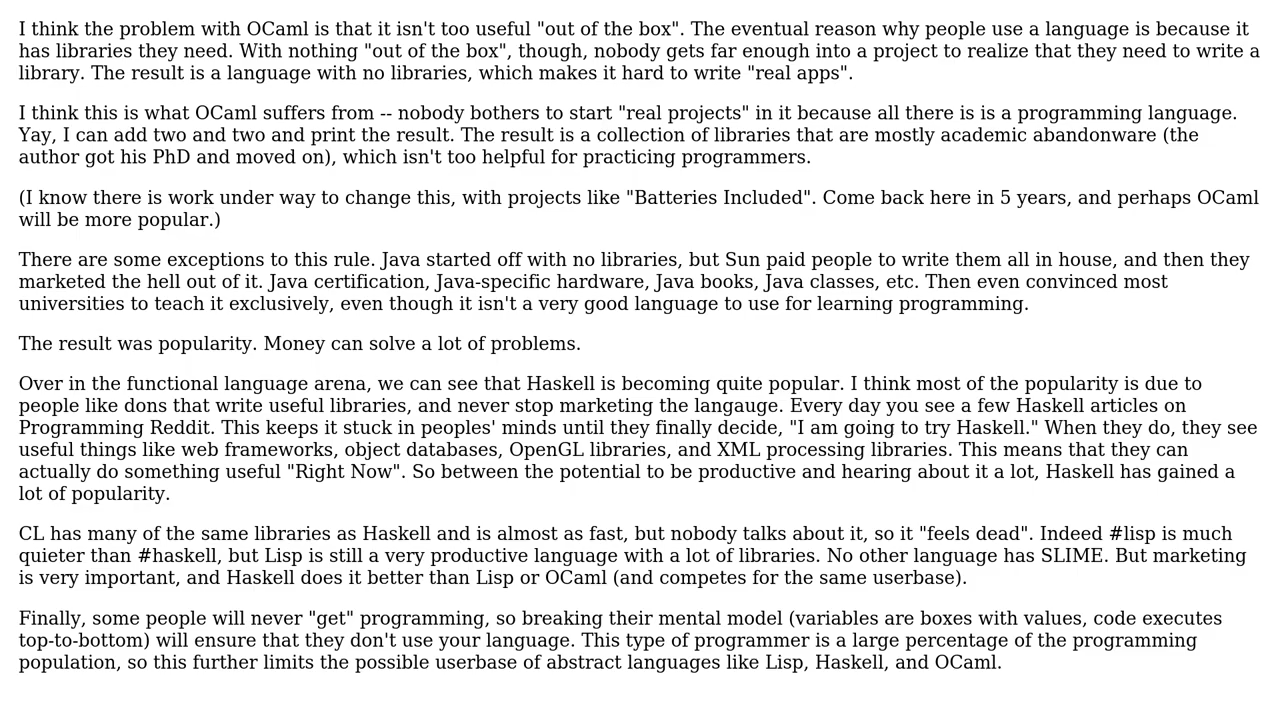 I think the problem with OCaml is that it isn't too useful "out of the box". The eventual reason why people use a language is because it
has libraries they need. With nothing "out of the box", though, nobody gets far enough into a project to realize that they need to write a
library. The result is a language with no libraries, which makes it hard to write "real apps".
I think this is what OCaml suffers from -- nobody bothers to start "real projects" in it because all there is is a programming language.
Yay, I can add two and two and print the result. The result is a collection of libraries that are mostly academic abandonware (the
author got his PhD and moved on), which isn't too helpful for practicing programmers.
(I know there is work under way to change this, with projects like "Batteries Included". Come back here in 5 years, and perhaps OCaml
will be more popular.)
There are some exceptions to this rule. Java started off with no libraries, but Sun paid people to write them all in house, and then they
marketed the hell out of it. Java certification, Java-specific hardware, Java books, Java classes, etc. Then even convinced most
universities to teach it exclusively, even though it isn't a very good language to use for learning programming.
The result was popularity. Money can solve a lot of problems.
Over in the functional language arena, we can see that Haskell is becoming quite popular. I think most of the popularity is due to
people like dons that write useful libraries, and never stop marketing the langauge. Every day you see a few Haskell articles on
Programming Reddit. This keeps it stuck in peoples' minds until they finally decide, "I am going to try Haskell." When they do, they see
useful things like web frameworks, object databases, OpenGL libraries, and XML processing libraries. This means that they can
actually do something useful "Right Now". So between the potential to be productive and hearing about it a lot, Haskell has gained a
lot of popularity.
CL has many of the same libraries as Haskell and is almost as fast, but nobody talks about it, so it "feels dead". Indeed #lisp is much
quieter than #haskell, but Lisp is still a very productive language with a lot of libraries. No other language has SLIME. But marketing
is very important, and Haskell does it better than Lisp or OCaml (and competes for the same userbase).
Finally, some people will never "get" programming, so breaking their mental model (variables are boxes with values, code executes
top-to-bottom) will ensure that they don't use your language. This type of programmer is a large percentage of the programming
population, so this further limits the possible userbase of abstract languages like Lisp, Haskell, and OCaml.